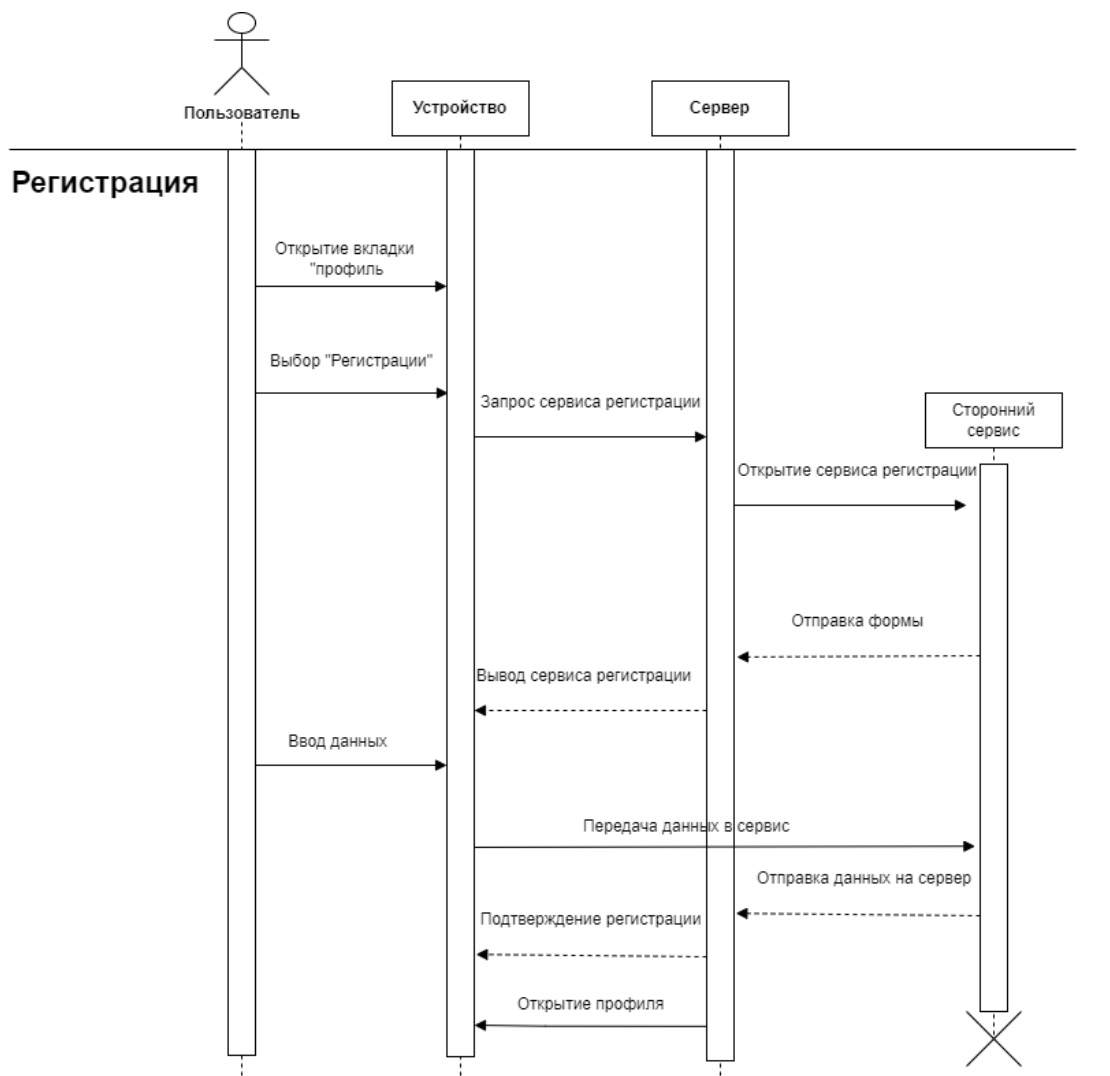 Пользователь
Устройство
Сервер
Регистрация
Открытие вкладки
"профиль
Выбор "Регистрации"
Запрос сервиса регистрации
Сторонний
сервис
Открытие сервиса регистрации
Отправка формы
Вывод сервиса регистрации
Ввод данных
Передача данных в сервис
Отправка данных на сервер
Подтверждение регистрации
Открытие профиля